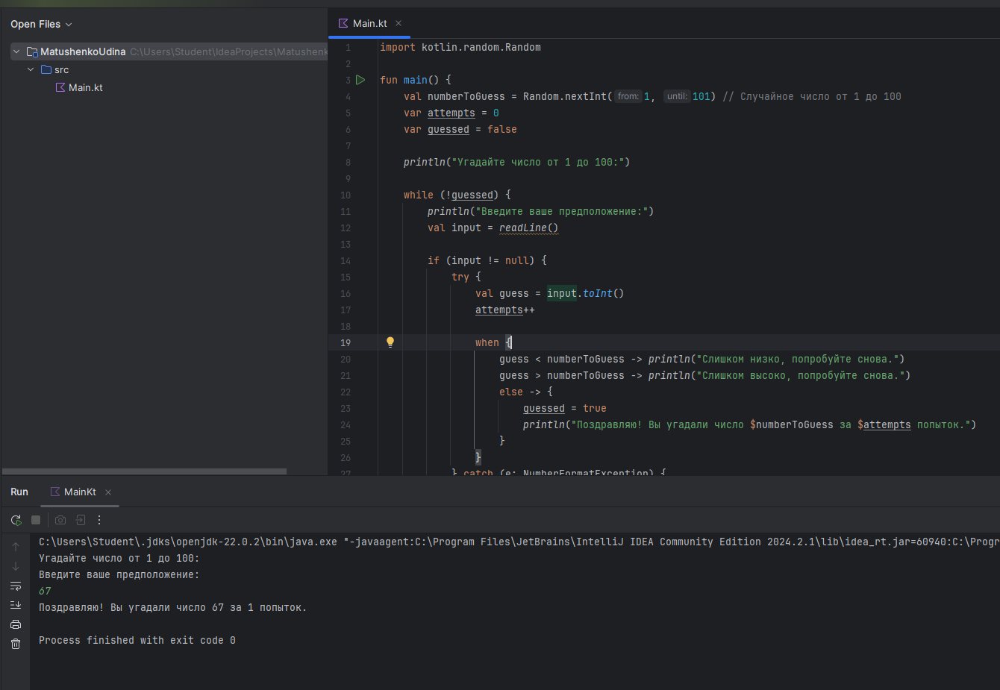 Open Files
MatushenkoUdina C:\Users\Student\IdeaProjects\Matushenk
src
Main.kt
Main.kt
1 import kotlin.random.Random
2
3 fun main() {
4 val numberToGuess = Random.nextInt( from: 1, until: 101) // Случайное число от 1 до 100
5 var attempts = 0
6 var guessed = false
7
8 println("Угадайте число от 1 до 100:")
9
10 while (!guessed) {
11 println("Введите ваше предположение:")
12 val input = readLine()
13
14 if (input != null) {
15 try {
16 val guess = input.toInt()
17 attempts++
18
19 when {
20 guess < numberToGuess -> println("Слишком низко, попробуйте снова.")
21 guess > numberToGuess -> println("Слишком высоко, попробуйте снова.")
22 else -> {
23 guessed = true
24 println("Поздравляю! Вы угадали число $numberToGuess за $attempts попыток.")
25 }
26 }
27 } catch (e: NumberFormatException) {
Run MainKt
C:\Users\Student\.jdks\openjdk-22.0.2\bin\java.exe "-javaagent:C:\Program Files\JetBrains\IntelliJ IDEA Community Edition 2024.2.1\lib\idea_rt.jar=60940:C:\Progr
Угадайте число от 1 до 100:
Введите ваше предположение:
67
Поздравляю! Вы угадали число 67 за 1 попыток.
Process finished with exit code 0